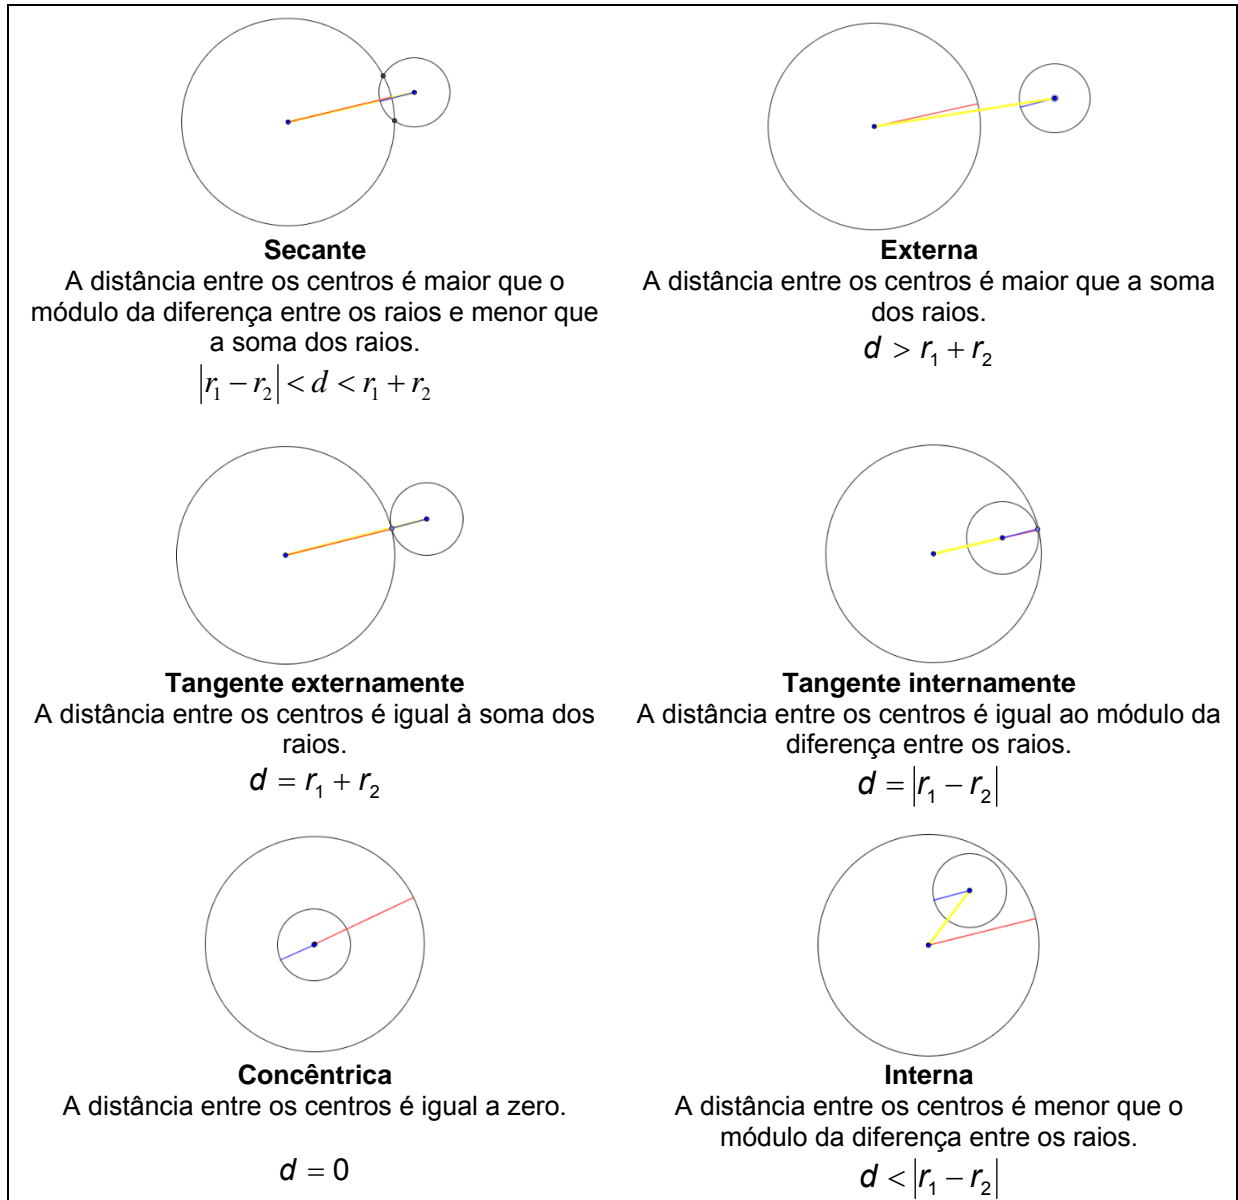 Secante
A distância entre os centros é maior que o
módulo da diferença entre os raios e menor que
a soma dos raios.
|r₁ − r₂| < d < r₁ + r₂
Externa
A distância entre os centros é maior que a soma
dos raios.
d > r₁ + r₂
Tangente externamente
A distância entre os centros é igual à soma dos
raios.
d = r₁ + r₂
Tangente internamente
A distância entre os centros é igual ao módulo da
diferença entre os raios.
d = |r₁ − r₂|
Concêntrica
A distância entre os centros é igual a zero.
d = 0
Interna
A distância entre os centros é menor que o
módulo da diferença entre os raios.
d < |r₁ − r₂|